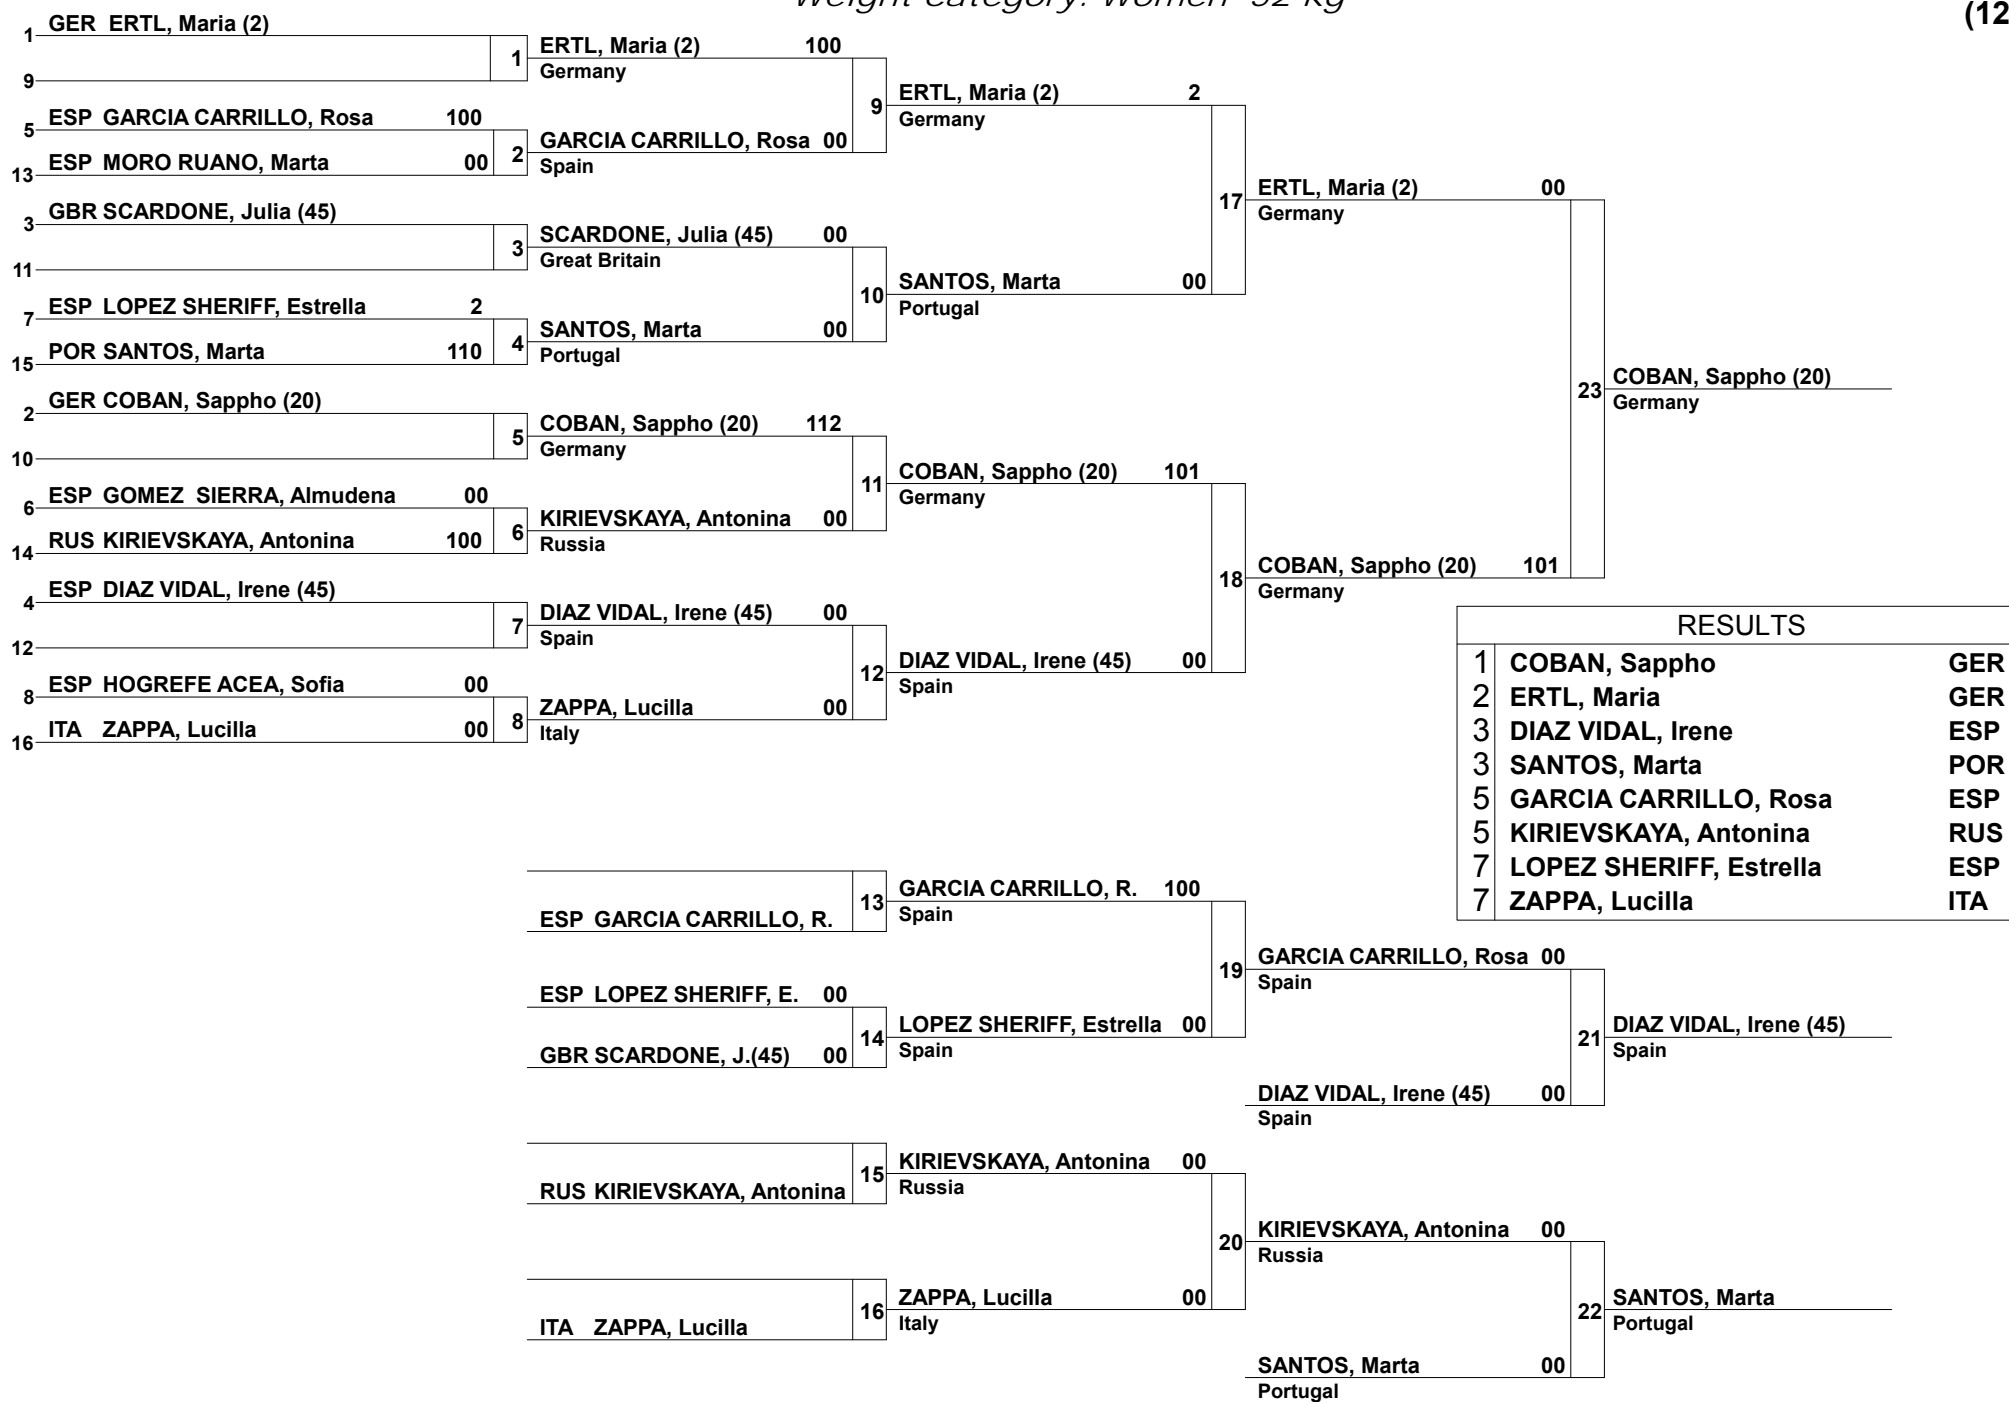 Weight category: Women -52 kg
(12
1 GER ERTL, Maria (2)
9
1 ERTL, Maria (2) 100
Germany
5 ESP GARCIA CARRILLO, Rosa 100
13 ESP MORO RUANO, Marta 00
2 GARCIA CARRILLO, Rosa 00
Spain
9 ERTL, Maria (2) 2
Germany
3 GBR SCARDONE, Julia (45)
11
3 SCARDONE, Julia (45) 00
Great Britain
7 ESP LOPEZ SHERIFF, Estrella 2
15 POR SANTOS, Marta 110
4 SANTOS, Marta 00
Portugal
10 SANTOS, Marta 00
Portugal
17 ERTL, Maria (2) 00
Germany
2 GER COBAN, Sappho (20)
10
5 COBAN, Sappho (20) 112
Germany
6 ESP GOMEZ SIERRA, Almudena 00
14 RUS KIRIEVSKAYA, Antonina 100
6 KIRIEVSKAYA, Antonina 00
Russia
11 COBAN, Sappho (20) 101
Germany
4 ESP DIAZ VIDAL, Irene (45)
12
7 DIAZ VIDAL, Irene (45) 00
Spain
8 ESP HOGREFE ACEA, Sofia 00
16 ITA ZAPPA, Lucilla 00
8 ZAPPA, Lucilla 00
Italy
12 DIAZ VIDAL, Irene (45) 00
Spain
18 COBAN, Sappho (20) 101
Germany
23 COBAN, Sappho (20)
Germany
RESULTS
1 COBAN, Sappho GER
2 ERTL, Maria GER
3 DIAZ VIDAL, Irene ESP
3 SANTOS, Marta POR
5 GARCIA CARRILLO, Rosa ESP
5 KIRIEVSKAYA, Antonina RUS
7 LOPEZ SHERIFF, Estrella ESP
7 ZAPPA, Lucilla ITA
ESP GARCIA CARRILLO, R.
13 GARCIA CARRILLO, R. 100
Spain
ESP LOPEZ SHERIFF, E. 00
GBR SCARDONE, J.(45) 00
14 LOPEZ SHERIFF, Estrella 00
Spain
19 GARCIA CARRILLO, Rosa 00
Spain
DIAZ VIDAL, Irene (45) 00
Spain
21 DIAZ VIDAL, Irene (45)
Spain
RUS KIRIEVSKAYA, Antonina
15 KIRIEVSKAYA, Antonina 00
Russia
ITA ZAPPA, Lucilla
16 ZAPPA, Lucilla 00
Italy
20 KIRIEVSKAYA, Antonina 00
Russia
SANTOS, Marta 00
Portugal
22 SANTOS, Marta
Portugal